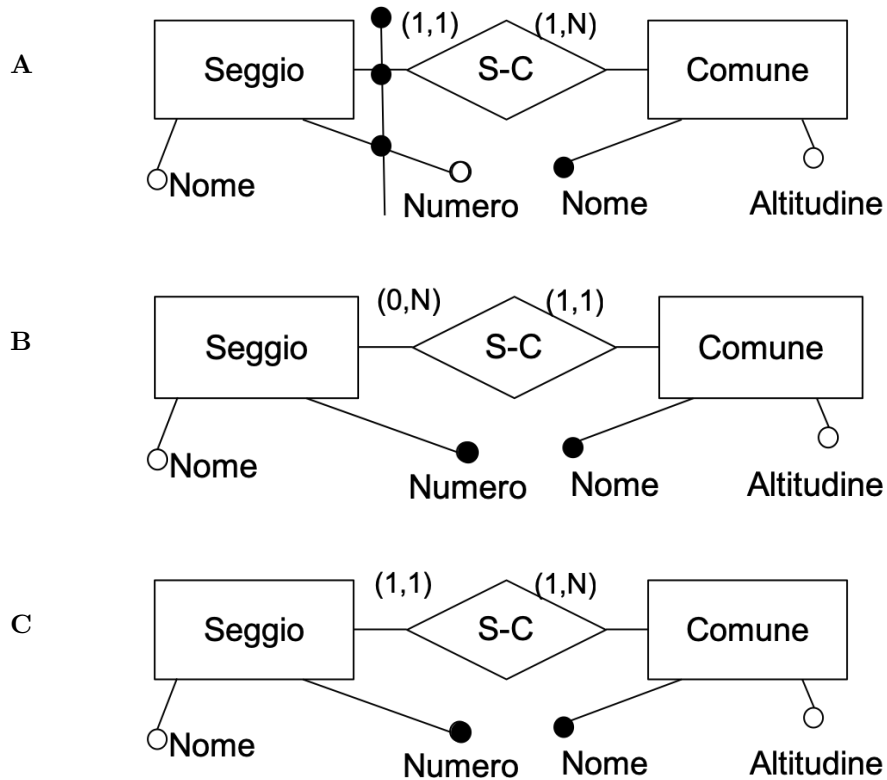 A
(1,1) (1,N)
Seggio S-C Comune
Nome Numero Nome Altitudine
B
(0,N) (1,1)
Seggio S-C Comune
Nome Numero Nome Altitudine
C
(1,1) (1,N)
Seggio S-C Comune
Nome Numero Nome Altitudine